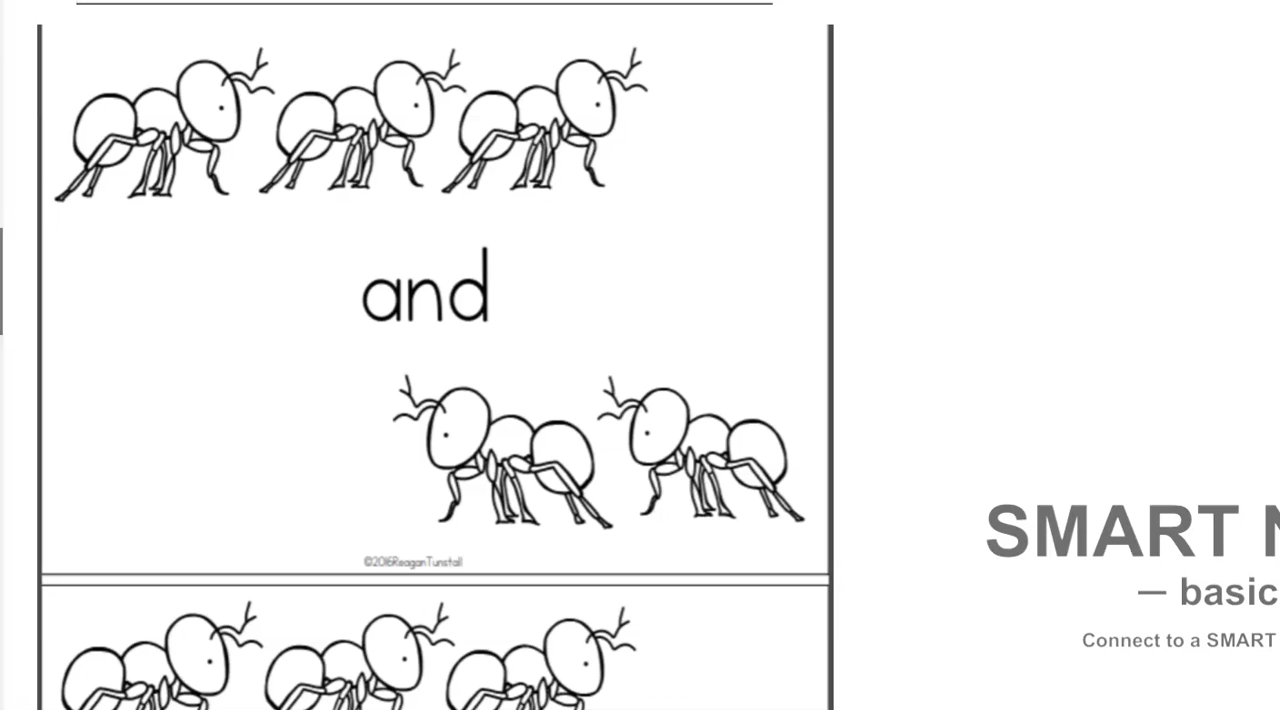 and
©2016ReaganTunstall
SMART N
— basic
Connect to a SMART